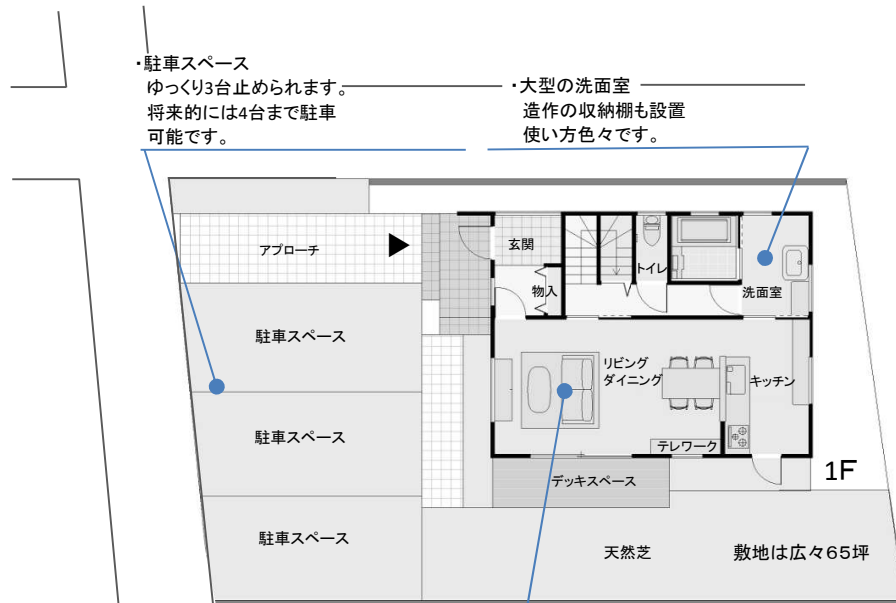 ・駐車スペース
ゆっくり3台止められます。
将来的には4台まで駐車
可能です。
・大型の洗面室
造作の収納棚も設置
使い方色々です。
アプローチ
玄関
トイレ
物入
洗面室
駐車スペース
リビング
ダイニング
キッチン
駐車スペース
テレワーク
1F
デッキスペース
駐車スペース
天然芝
敷地は広々65坪